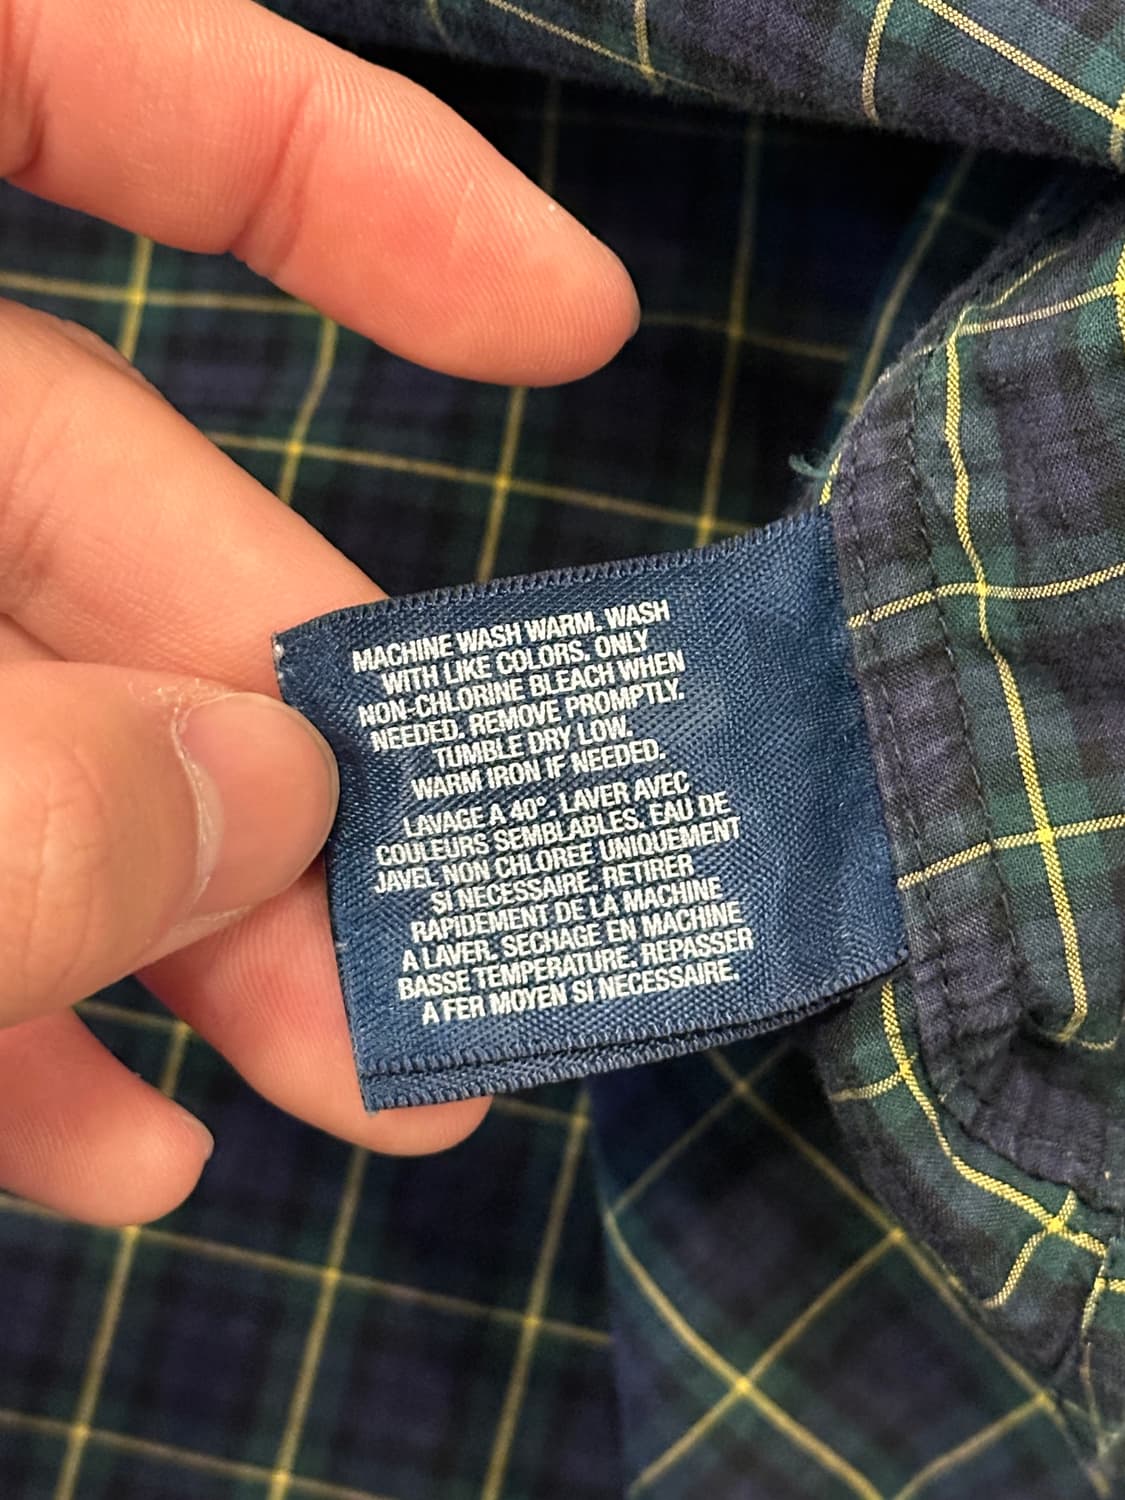 MACHINE WASH WARM. WASH
WITH LIKE COLORS. ONLY
NON-CHLORINE BLEACH WHEN
NEEDED. REMOVE PROMPTLY.
TUMBLE DRY LOW.
WARM IRON IF NEEDED.
LAVAGE A 40°. LAVER AVEC
COULEURS SEMBLABLES. EAU DE
JAVEL NON CHLOREE UNIQUEMENT
SI NECESSAIRE. RETIRER
RAPIDEMENT DE LA MACHINE
A LAVER. SECHAGE EN MACHINE
BASSE TEMPERATURE. REPASSER
A FER MOYEN SI NECESSAIRE.